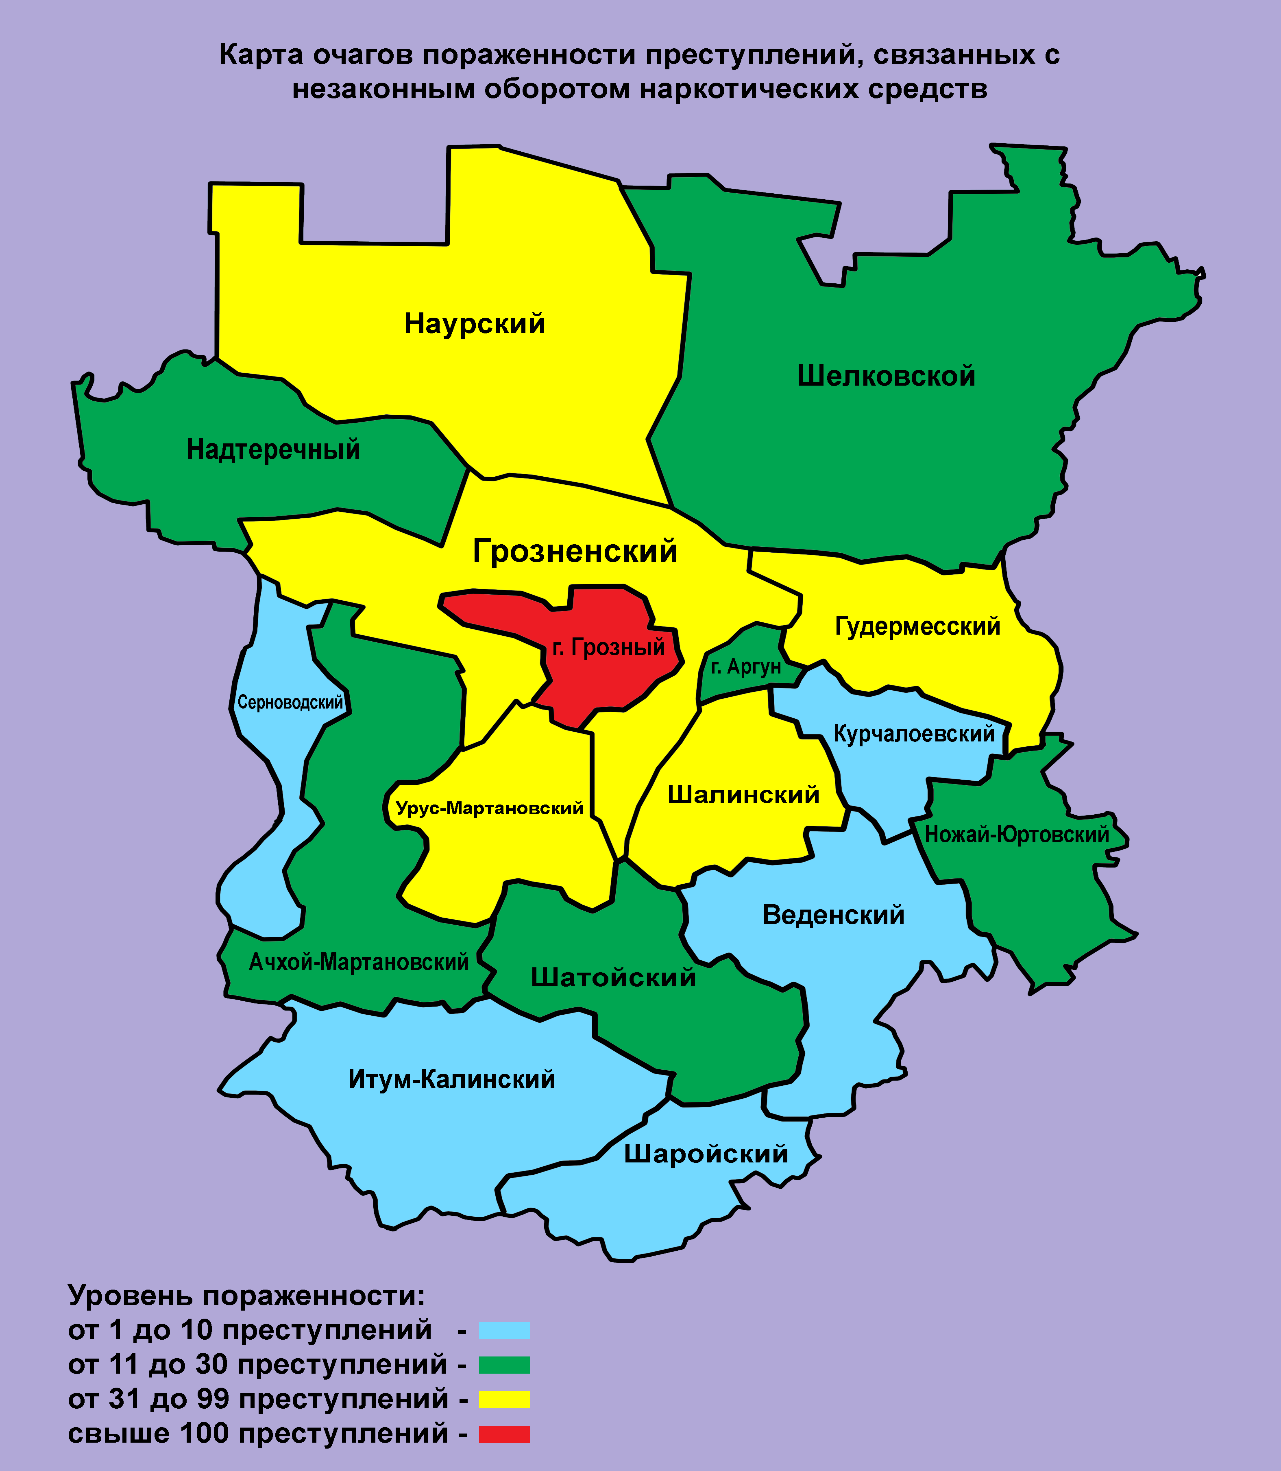 Карта очагов пораженности преступлений, связанных с
незаконным оборотом наркотических средств
Наурский
Шелковской
Надтеречный
Грозненский
Гудермесский
г. Грозный
г. Аргун
Серноводский
Курчалоевский
Шалинский
Урус-Мартановский
Ножай-Юртовский
Веденский
Ачхой-Мартановский
Шатойский
Итум-Калинский
Шаройский
Уровень пораженности:
от 1 до 10 преступлений -
от 11 до 30 преступлений -
от 31 до 99 преступлений -
свыше 100 преступлений -